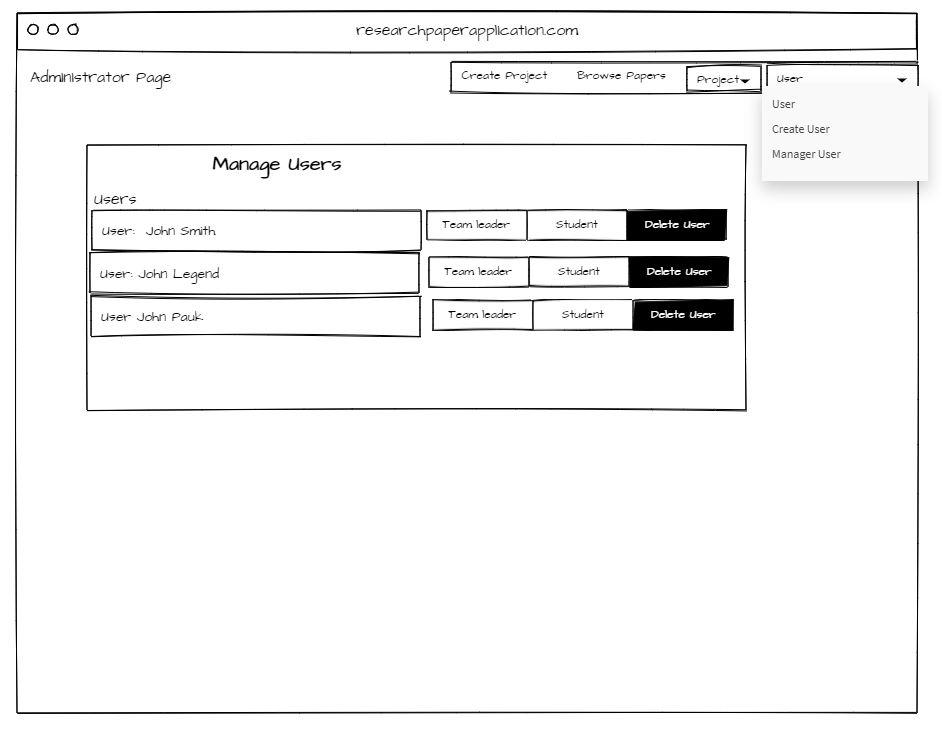 researchpaperapplication.com
Administrator Page
Create Project Browse Papers Project User
User
Create User
Manager User
Manage Users
Users
User: John Smith Team leader Student Delete User
User: John Legend Team leader Student Delete User
User John Pauk Team leader Student Delete User